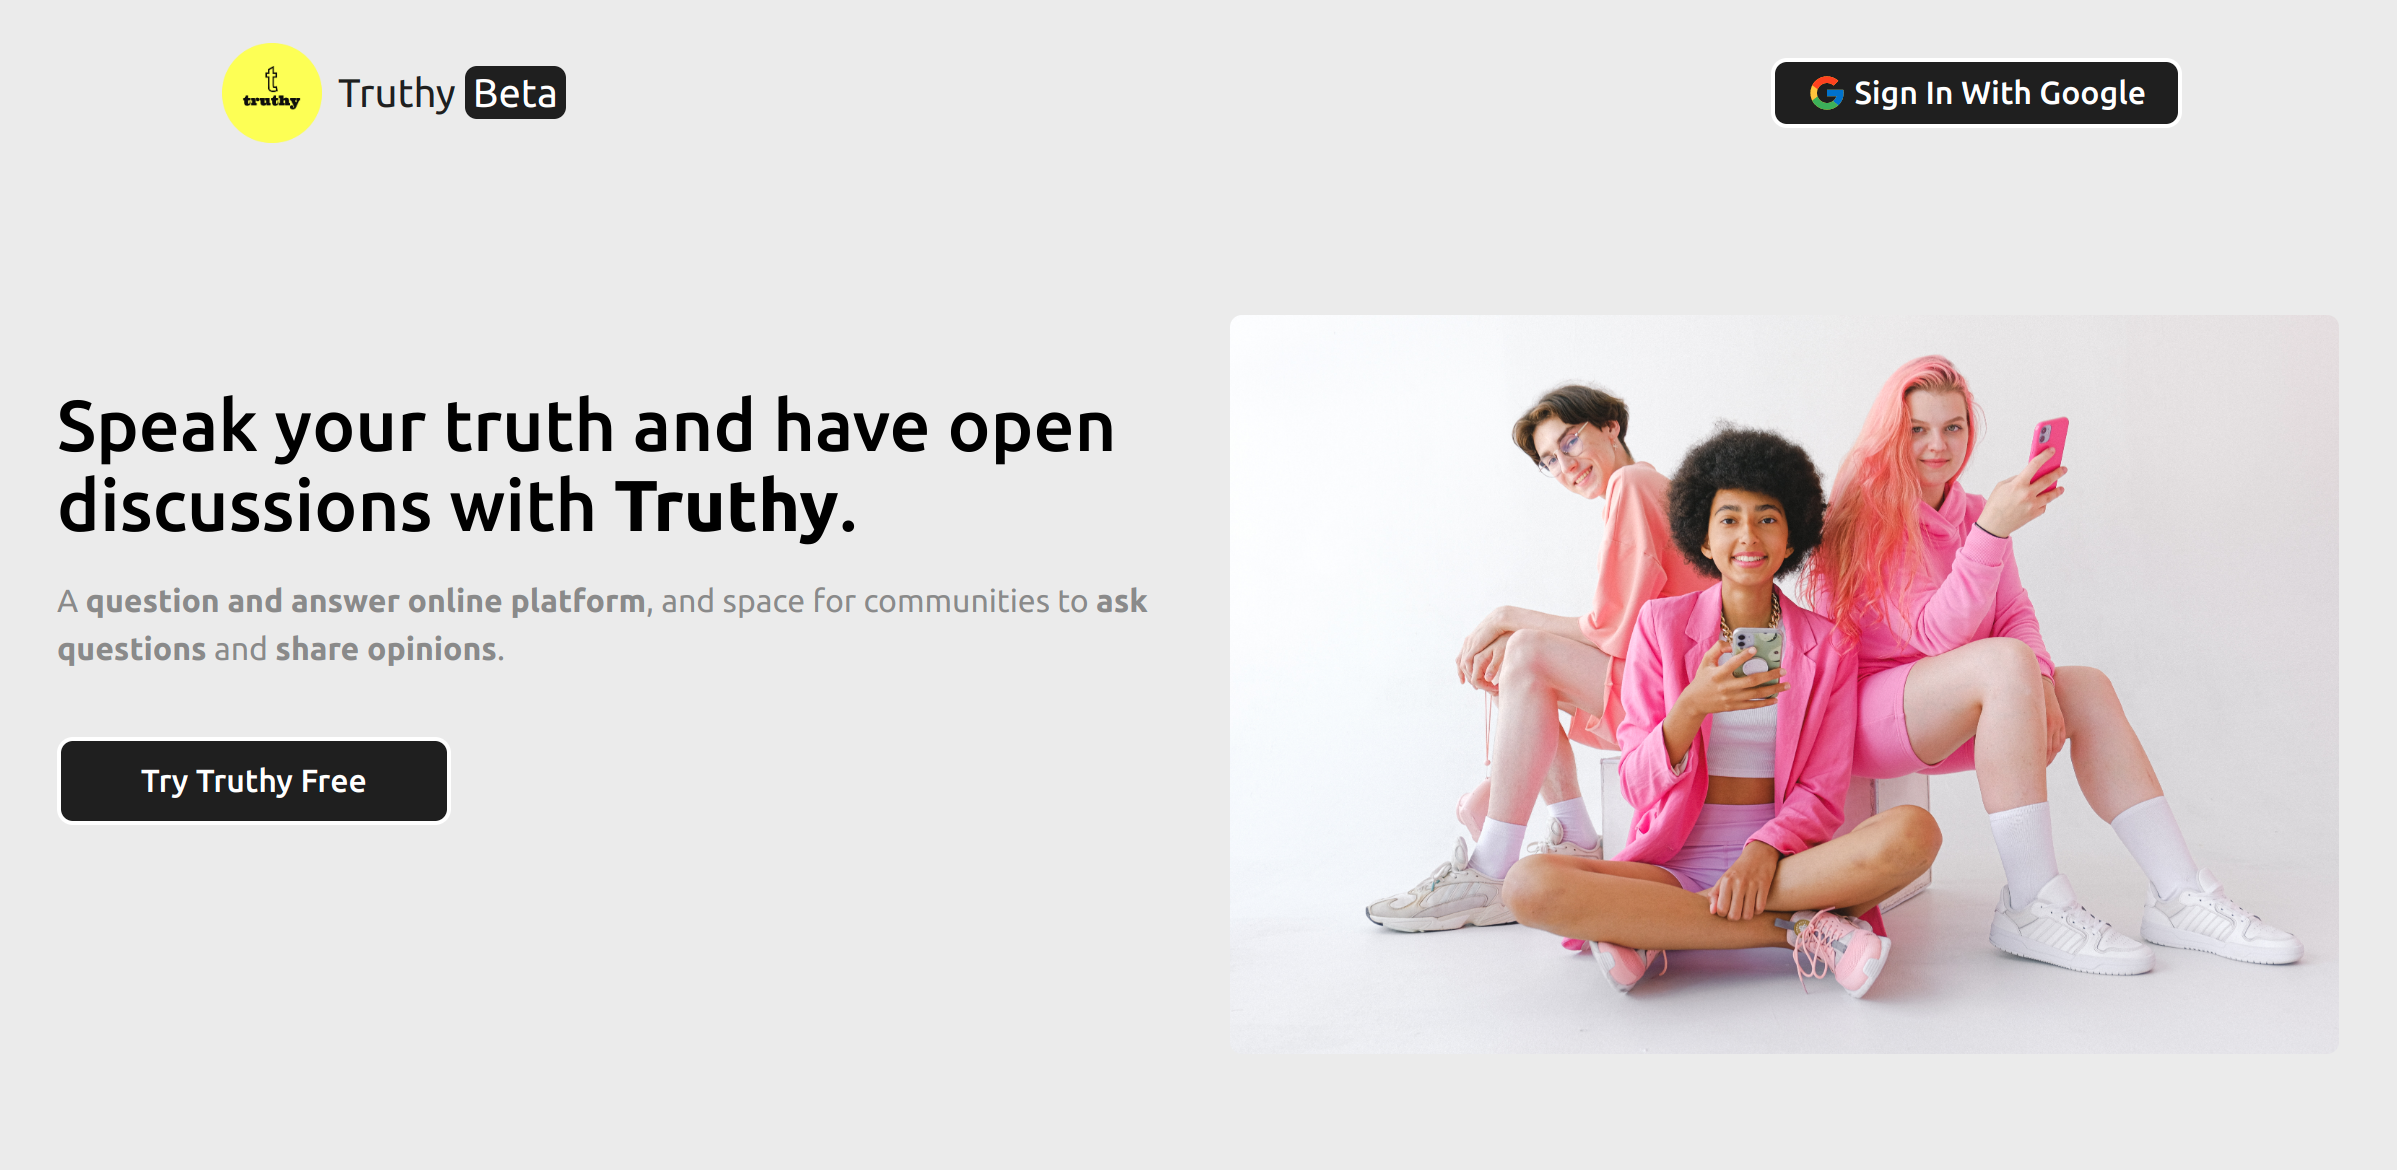 t
truthy
Truthy Beta
Sign In With Google
Speak your truth and have open
discussions with Truthy.
A question and answer online platform, and space for communities to ask
questions and share opinions.
Try Truthy Free